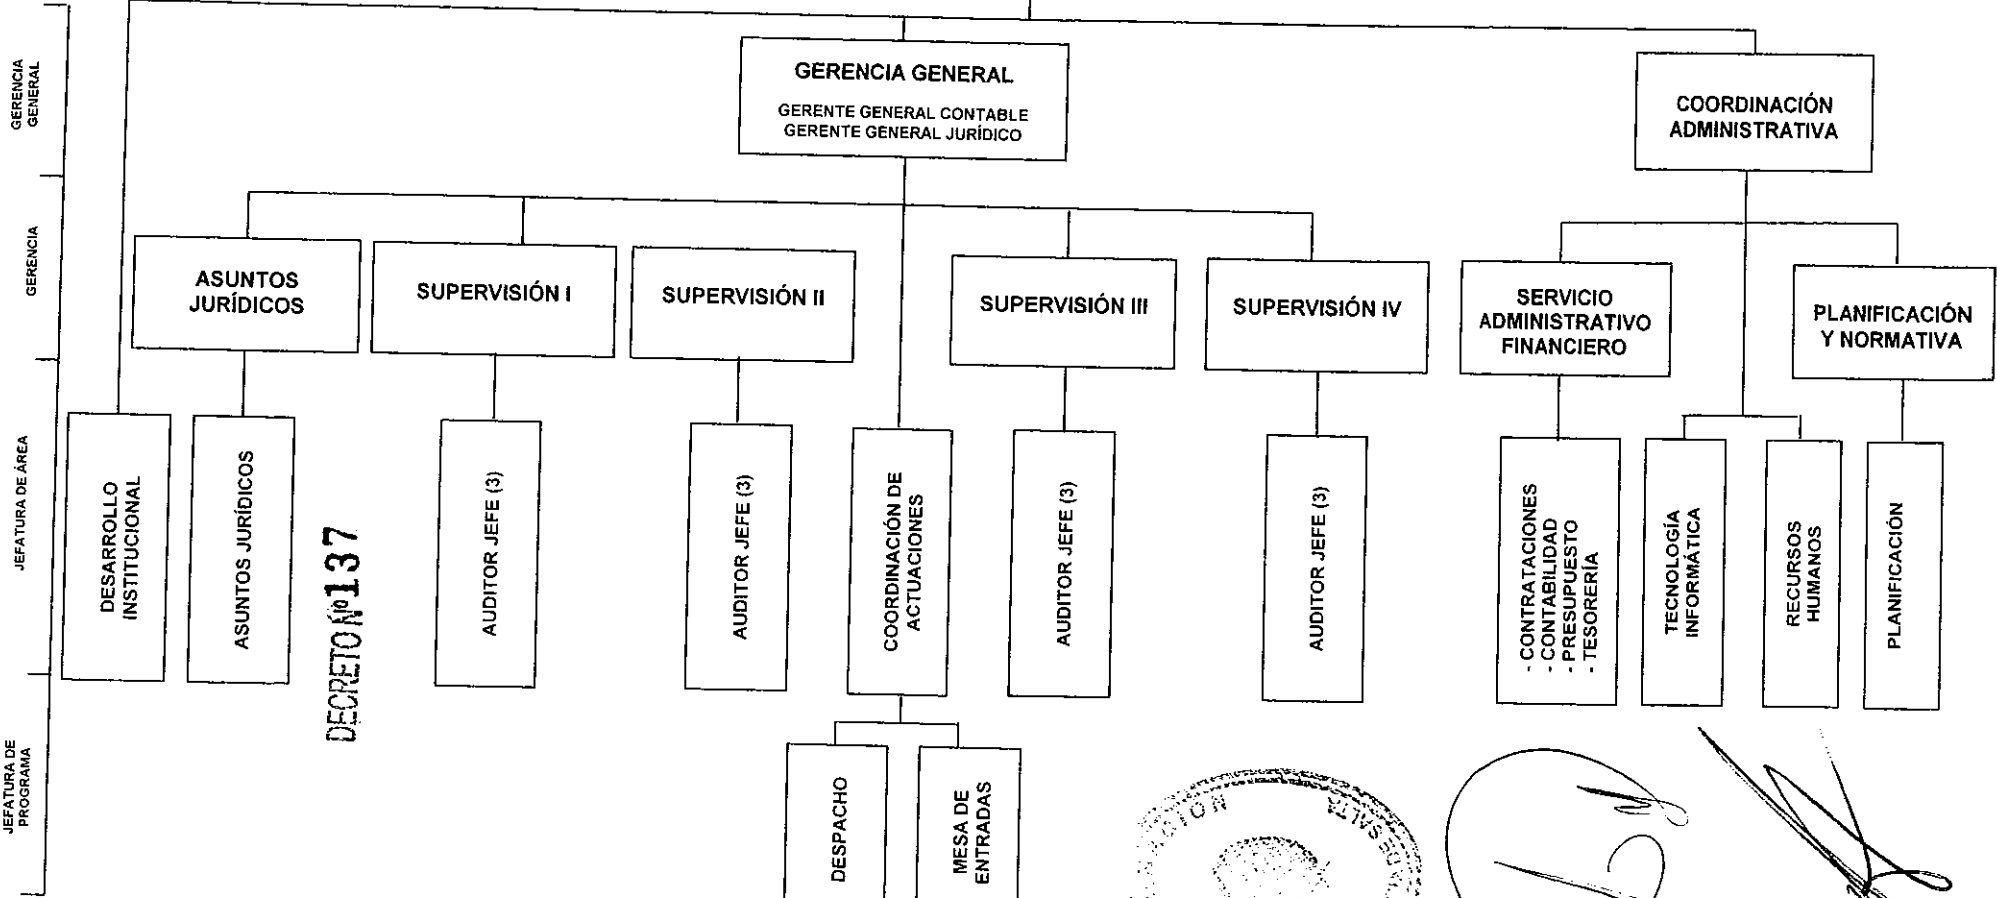 GERENCIA
GENERAL
GERENCIA GENERAL
GERENTE GENERAL CONTABLE
GERENTE GENERAL JURÍDICO
COORDINACIÓN
ADMINISTRATIVA
GERENCIA
ASUNTOS
JURÍDICOS
SUPERVISIÓN I
SUPERVISIÓN II
SUPERVISIÓN III
SUPERVISIÓN IV
SERVICIO
ADMINISTRATIVO
FINANCIERO
PLANIFICACIÓN
Y NORMATIVA
JEFATURA DE ÁREA
DESARROLLO
INSTITUCIONAL
ASUNTOS JURÍDICOS
DECRETO Nº 137
AUDITOR JEFE (3)
AUDITOR JEFE (3)
COORDINACIÓN DE
ACTUACIONES
AUDITOR JEFE (3)
AUDITOR JEFE (3)
- CONTRATACIONES
- CONTABILIDAD
- PRESUPUESTO
- TESORERÍA
TECNOLOGÍA
INFORMÁTICA
RECURSOS
HUMANOS
PLANIFICACIÓN
JEFATURA DE
PROGRAMA
DESPACHO
MESA DE
ENTRADAS
DE SALTA